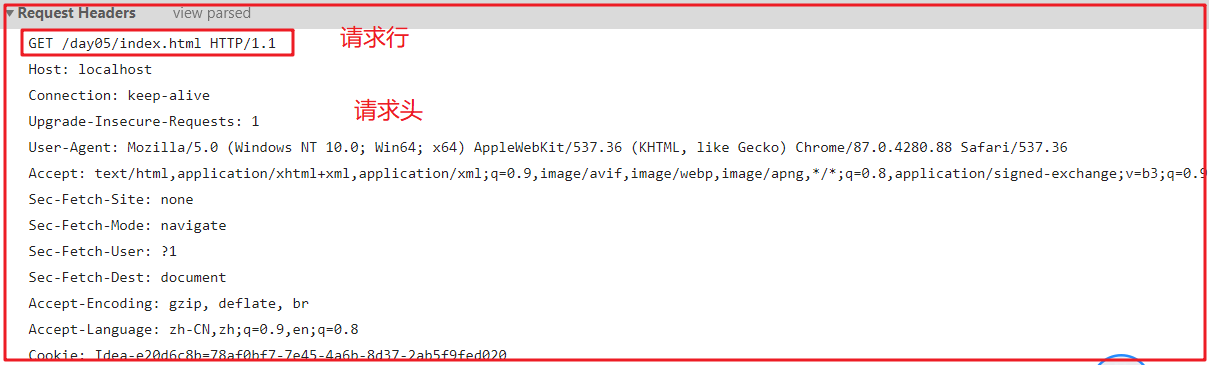 Request Headers view parsed
GET /day05/index.html HTTP/1.1 请求行
Host: localhost
Connection: keep-alive
请求头
Upgrade-Insecure-Requests: 1
User-Agent: Mozilla/5.0 (Windows NT 10.0; Win64; x64) AppleWebKit/537.36 (KHTML, like Gecko) Chrome/87.0.4280.88 Safari/537.36
Accept: text/html,application/xhtml+xml,application/xml;q=0.9,image/avif,image/webp,image/apng,*/*;q=0.8,application/signed-exchange;v=b3;q=0.9
Sec-Fetch-Site: none
Sec-Fetch-Mode: navigate
Sec-Fetch-User: ?1
Sec-Fetch-Dest: document
Accept-Encoding: gzip, deflate, br
Accept-Language: zh-CN,zh;q=0.9,en;q=0.8
Cookie: Idea-e20d6c8b=78af0bf7-7e45-4a6b-8d37-2ab5f9fed020